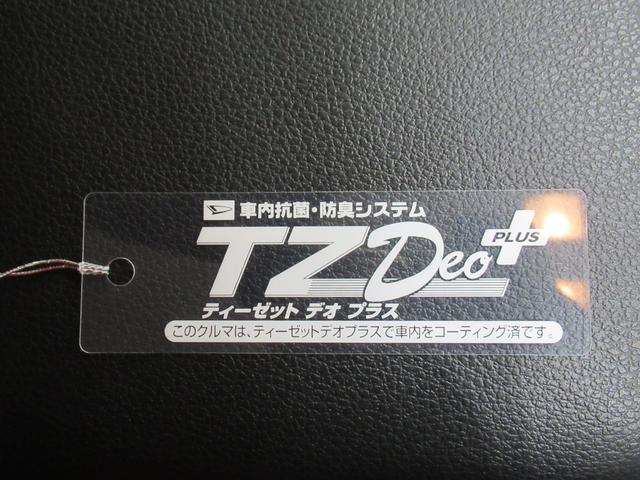 車内抗菌・防臭システム
TZ Deo PLUS
ティーゼット デオ プラス
このクルマは、ティーゼットデオプラスで車内をコーティング済です。